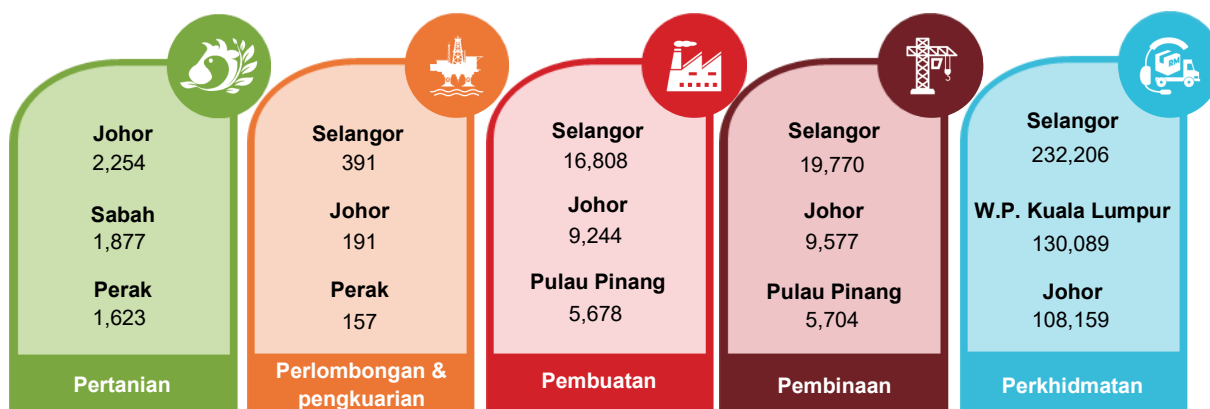 Johor
2,254
Sabah
1,877
Perak
1,623
Pertanian
Selangor
391
Johor
191
Perak
157
Perlombongan &
pengkuarian
Selangor
16,808
Johor
9,244
Pulau Pinang
5,678
Pembuatan
Selangor
19,770
Johor
9,577
Pulau Pinang
5,704
Pembinaan
RM
Selangor
232,206
W.P. Kuala Lumpur
130,089
Johor
108,159
Perkhidmatan